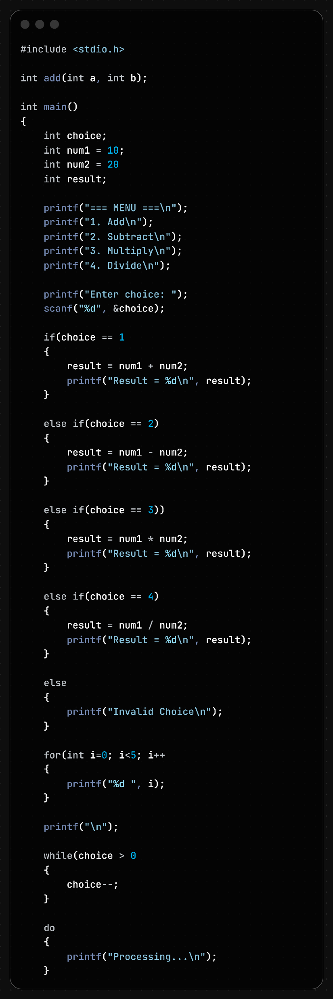 #include <stdio.h>

int add(int a, int b);

int main()
{
    int choice;
    int num1 = 10;
    int num2 = 20
    int result;

    printf("=== MENU ===\n");
    printf("1. Add\n");
    printf("2. Subtract\n");
    printf("3. Multiply\n");
    printf("4. Divide\n");

    printf("Enter choice: ");
    scanf("%d", &choice);

    if(choice == 1
    {
        result = num1 + num2;
        printf("Result = %d\n", result);
    }

    else if(choice == 2)
    {
        result = num1 - num2;
        printf("Result = %d\n", result);
    }

    else if(choice == 3))
    {
        result = num1 * num2;
        printf("Result = %d\n", result);
    }

    else if(choice == 4)
    {
        result = num1 / num2;
        printf("Result = %d\n", result);
    }

    else
    {
        printf("Invalid Choice\n");
    }

    for(int i=0; i<5; i++
    {
        printf("%d ", i);
    }

    printf("\n");

    while(choice > 0
    {
        choice--;
    }

    do
    {
        printf("Processing...\n");
    }